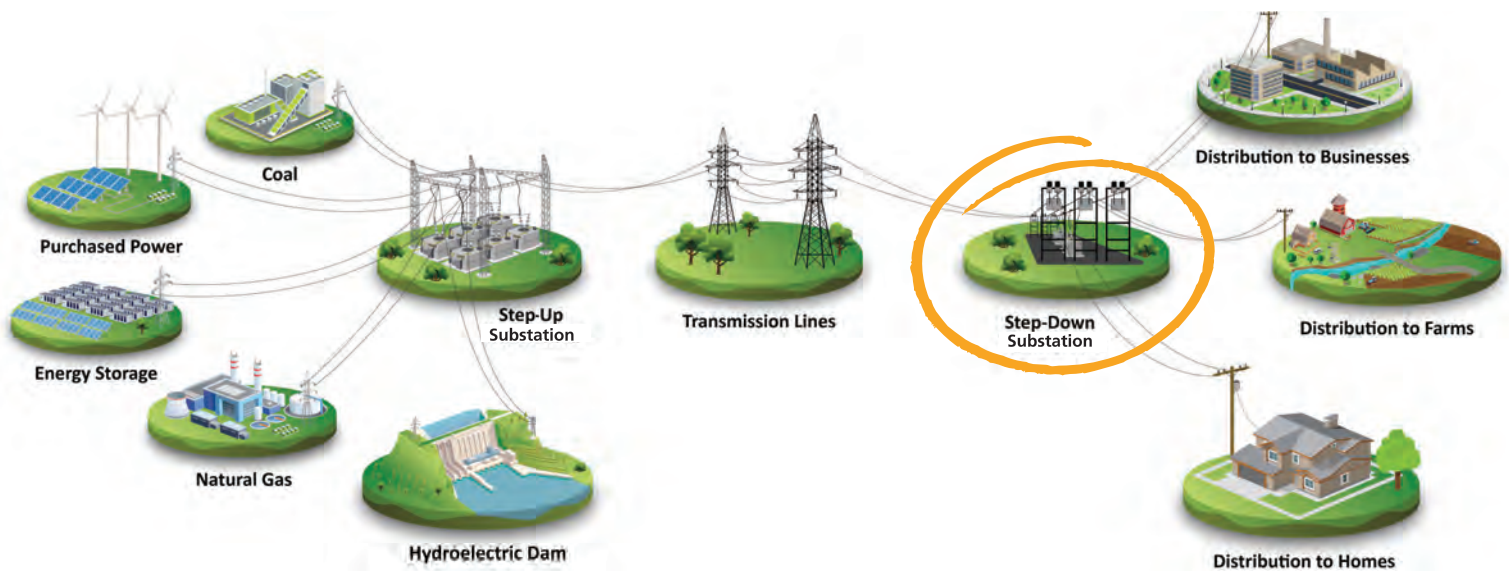 Coal
Distribution to Businesses
Purchased Power
Step-Up
Substation
Transmission Lines
Step-Down
Substation
Distribution to Farms
Energy Storage
Natural Gas
Hydroelectric Dam
Distribution to Homes